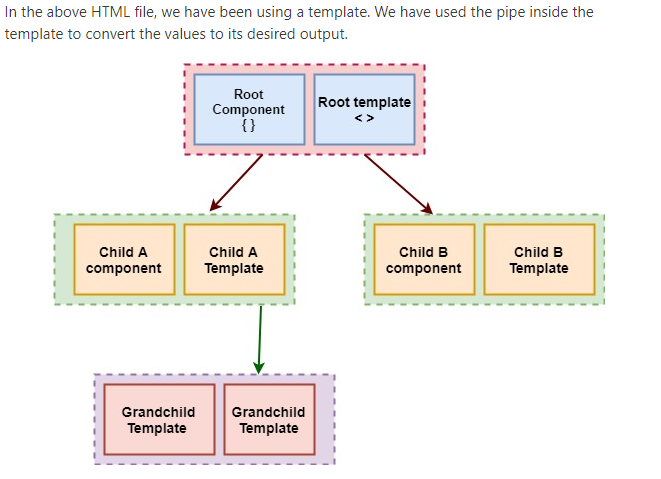 In the above HTML file, we have been using a template. We have used the pipe inside the
template to convert the values to its desired output.
Root
Component
{}
Root template
<>
Child A
component
Child A
Template
Child B
component
Child B
Template
Grandchild
Template
Grandchild
Template